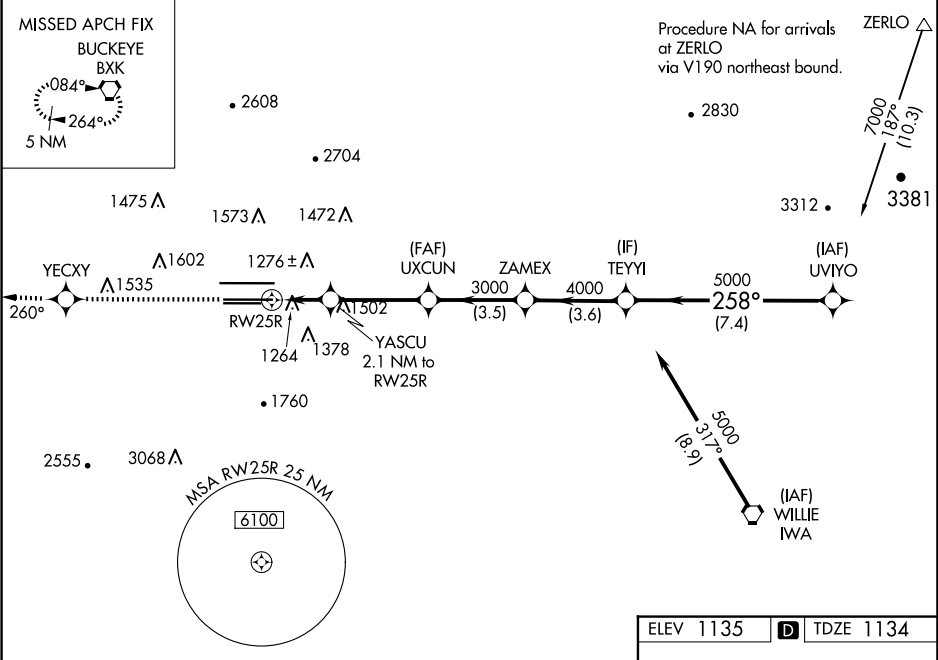 MISSED APCH FIX
BUCKEYE
BXK
084°
264°
5 NM
Procedure NA for arrivals
at ZERLO
via V190 northeast bound.
ZERLO
7000
187°
(10.3)
2608
2830
2704
3381
3312
1475
1573
1472
1602
1276±
(FAF)
UXCUN
ZAMEX
(IF)
TEYYI
(IAF)
UVIYO
YECXY
1535
3000
4000
5000
260°
RW25R
1502
(3.5)
(3.6)
258°
(7.4)
1264
1378
YASCU
2.1 NM to
RW25R
1760
5000
317°
(8.9)
2555
3068
MSA RW25R 25 NM
6100
(IAF)
WILLIE
IWA
ELEV 1135 D TDZE 1134